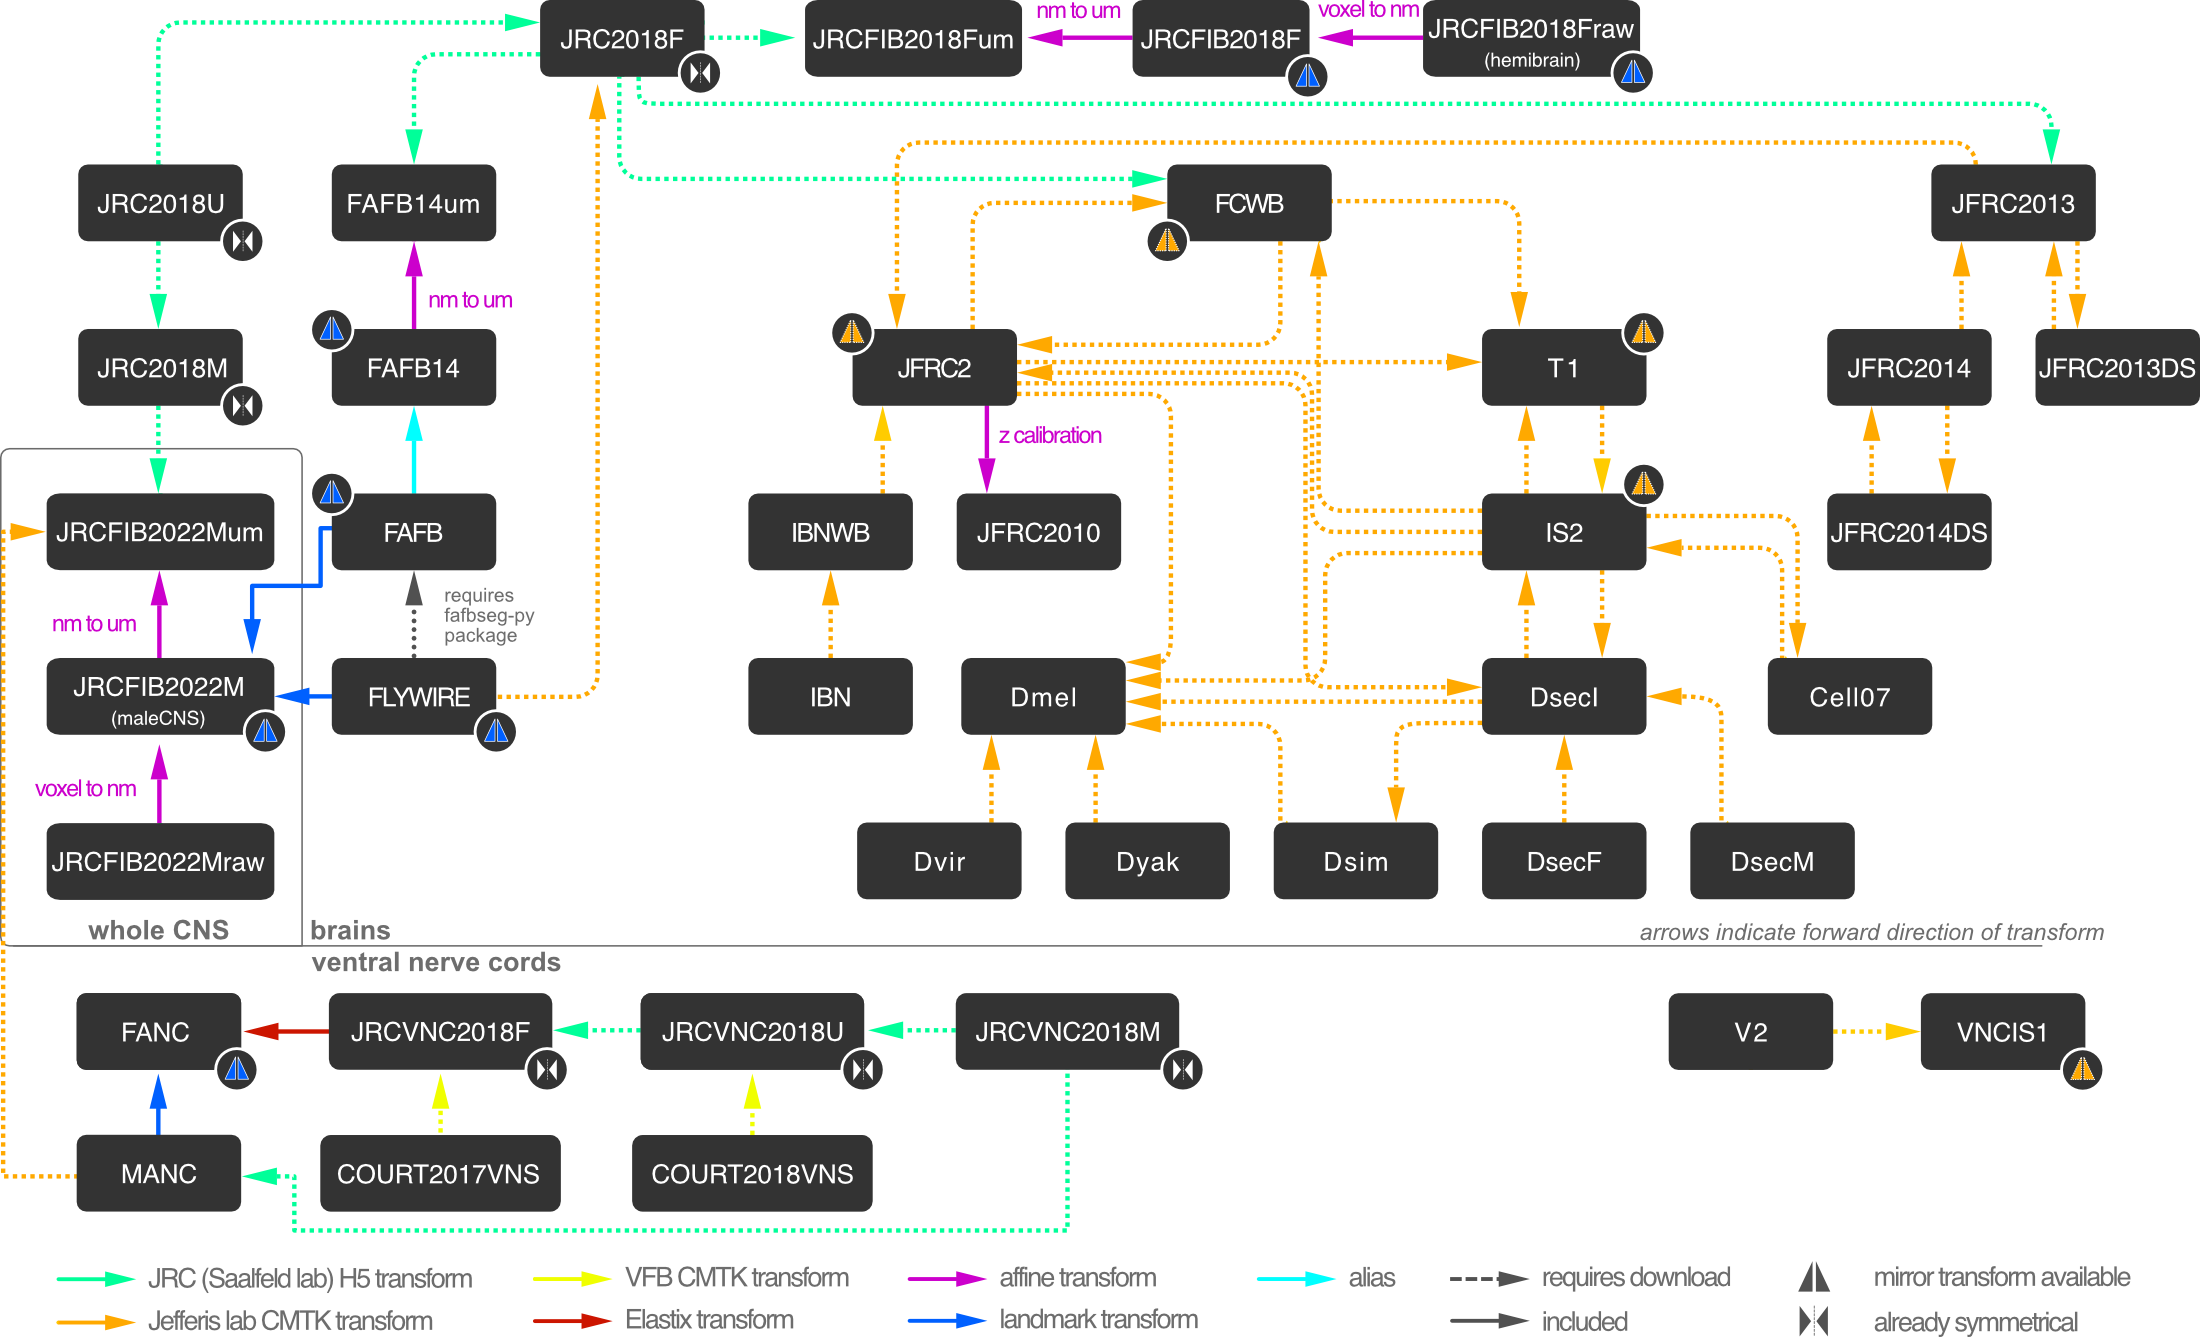 nm to um
voxel to nm
JRC2018F
JRCFIB2018Fum
JRCFIB2018F
JRCFIB2018Fraw
(hemibrain)
JRC2018U
FAFB14um
FCWB
JFRC2013
nm to um
JRC2018M
FAFB14
JFRC2
T1
JFRC2014
JFRC2013DS
z calibration
JRCFIB2022Mum
FAFB
IBNWB
JFRC2010
IS2
JFRC2014DS
nm to um
requires
fafbseg-py
package
JRCFIB2022M
(maleCNS)
FLYWIRE
IBN
Dmel
DsecI
Cell07
voxel to nm
JRCFIB2022Mraw
Dvir
Dyak
Dsim
DsecF
DsecM
whole CNS
brains
arrows indicate forward direction of transform
ventral nerve cords
FANC
JRCVNC2018F
JRCVNC2018U
JRCVNC2018M
V2
VNCIS1
MANC
COURT2017VNS
COURT2018VNS
JRC (Saalfeld lab) H5 transform
VFB CMTK transform
affine transform
alias
requires download
mirror transform available
Jefferis lab CMTK transform
Elastix transform
landmark transform
included
already symmetrical